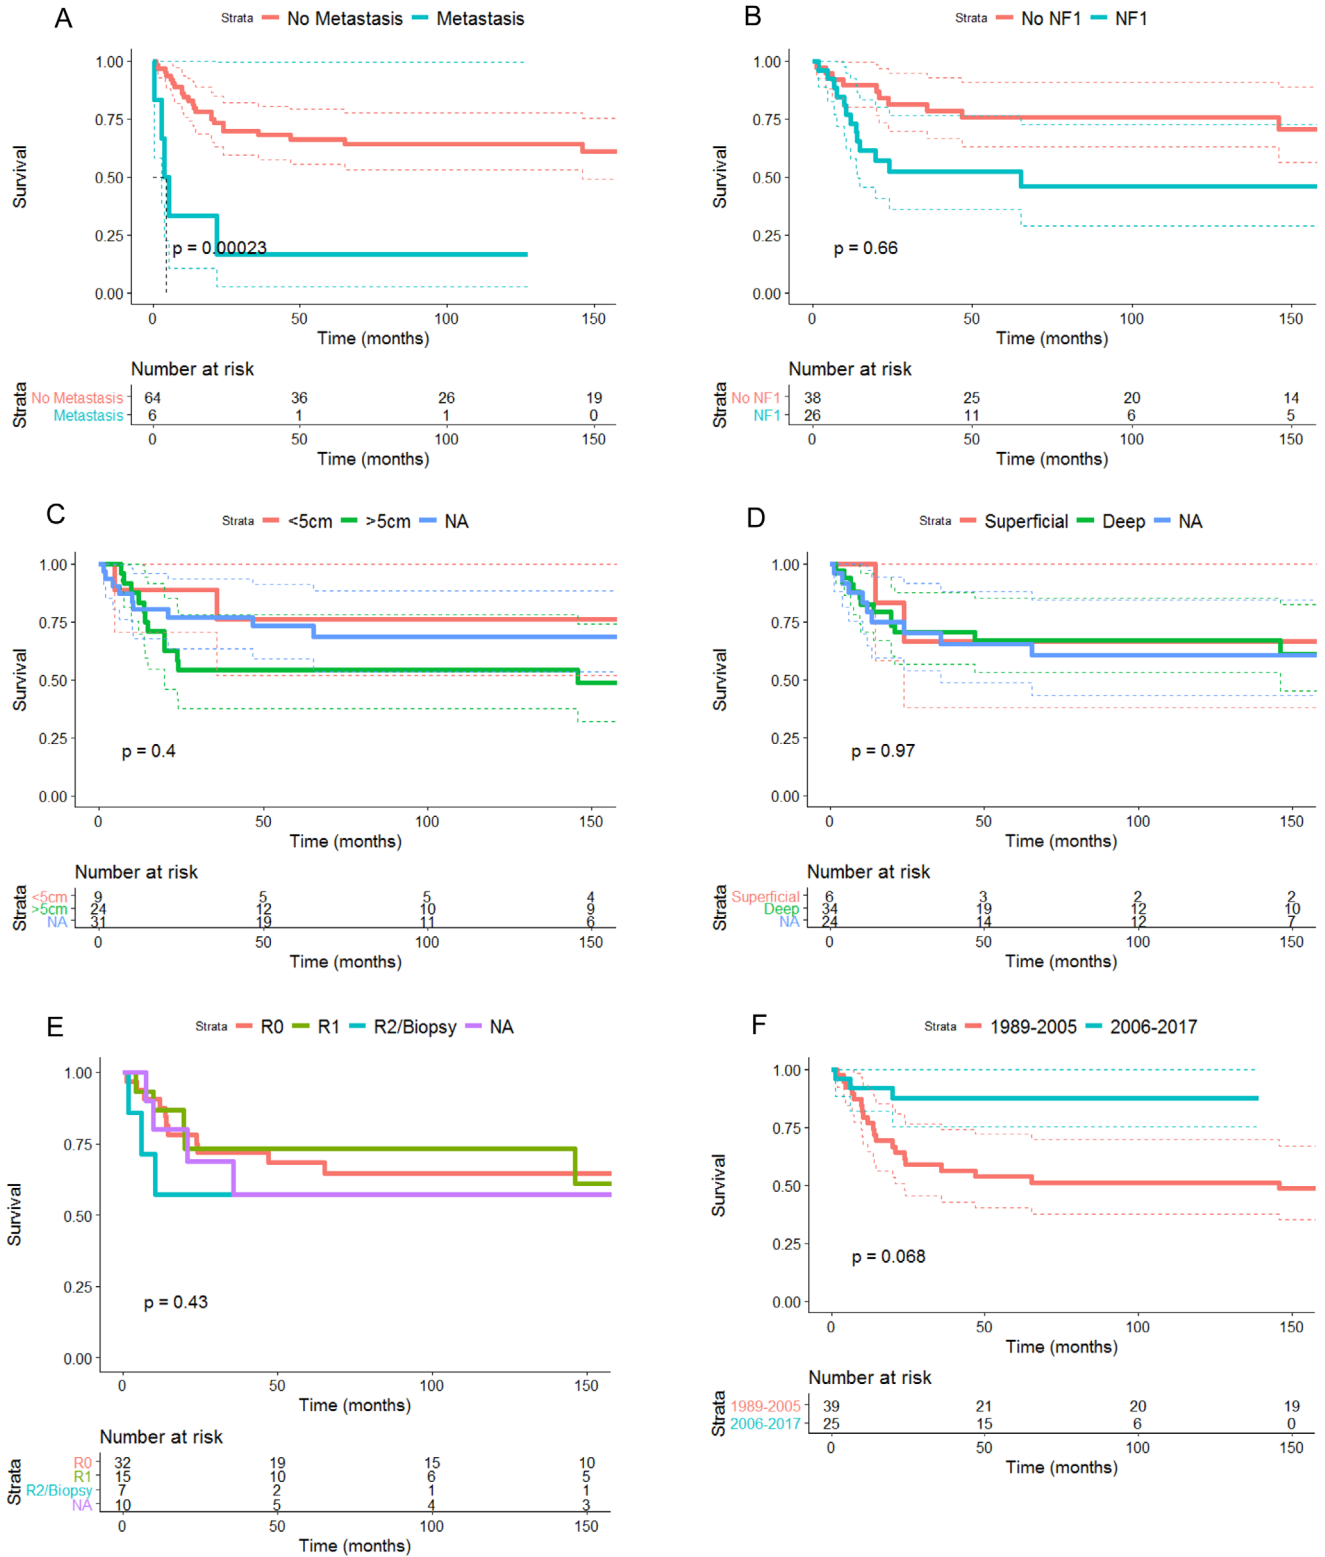 A
Strata No Metastasis Metastasis
1.00
0.75
0.50
0.25
0.00
Survival
p = 0.00023
0 50 100 150
Time (months)
Number at risk
Strata
No Metastasis 64 36 26 19
Metastasis 6 1 1 0
0 50 100 150
Time (months)
B
Strata No NF1 NF1
1.00
0.75
0.50
0.25
0.00
Survival
p = 0.66
0 50 100 150
Time (months)
Number at risk
Strata
No NF1 38 25 20 14
NF1 26 11 6 5
0 50 100 150
Time (months)
C
Strata <5cm >5cm NA
1.00
0.75
0.50
0.25
0.00
Survival
p = 0.4
0 50 100 150
Time (months)
Number at risk
Strata
<5cm 9 5 5 4
>5cm 24 12 10 9
NA 31 19 11 6
0 50 100 150
Time (months)
D
Strata Superficial Deep NA
1.00
0.75
0.50
0.25
0.00
Survival
p = 0.97
0 50 100 150
Time (months)
Number at risk
Strata
Superficial 6 3 2 2
Deep 34 19 12 10
NA 24 14 12 7
0 50 100 150
Time (months)
E
Strata R0 R1 R2/Biopsy NA
1.00
0.75
0.50
0.25
0.00
Survival
p = 0.43
0 50 100 150
Time (months)
Number at risk
Strata
R0 32 19 15 10
R1 15 10 6 5
R2/Biopsy 7 2 1 1
NA 10 5 4 3
0 50 100 150
Time (months)
F
Strata 1989-2005 2006-2017
1.00
0.75
0.50
0.25
0.00
Survival
p = 0.068
0 50 100 150
Time (months)
Number at risk
Strata
1989-2005 39 21 20 19
2006-2017 25 15 6 0
0 50 100 150
Time (months)